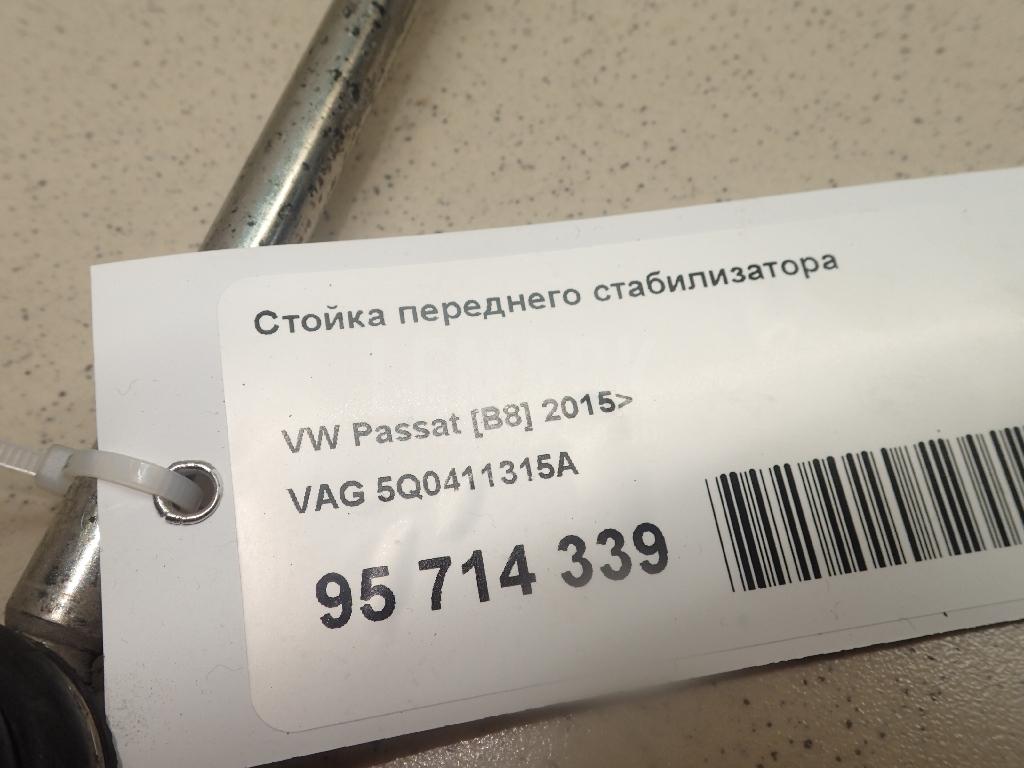 Стойка переднего стабилизатора
VW Passat [B8] 2015>
VAG 5Q0411315A
95 714 339